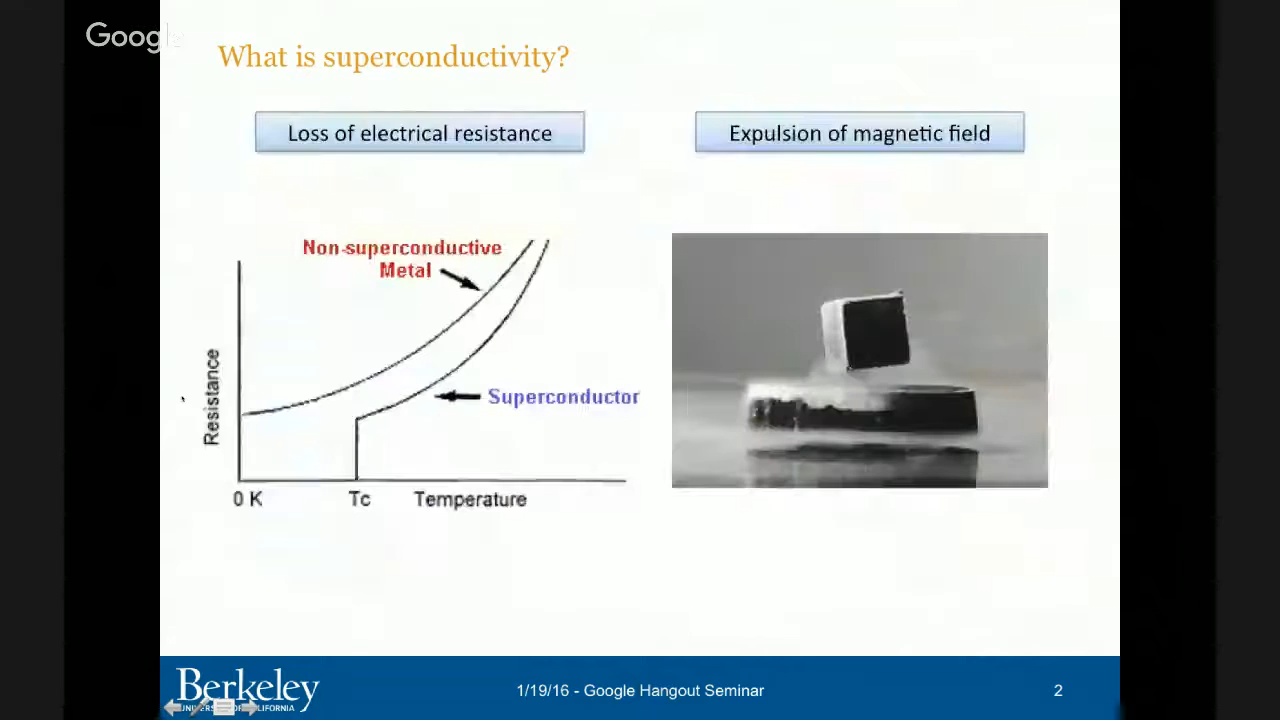 Google
What is superconductivity?
Loss of electrical resistance
Expulsion of magnetic field
Non-superconductive
Metal
Superconductor
Resistance
0 K
Tc
Temperature
Berkeley
1/19/16 - Google Hangout Seminar
2